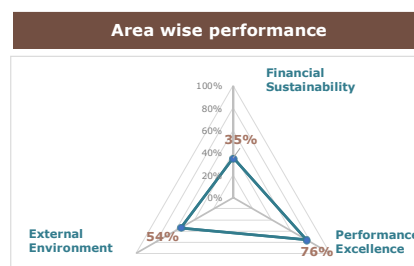 Area wise performance
Financial
Sustainability
100%
80%
60%
35%
40%
20%
0%
External
Environment
54%
76%
Performance
Excellence